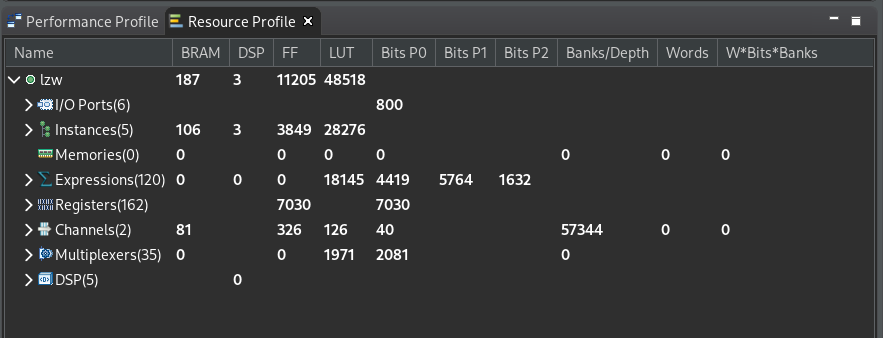 Performance Profile Resource Profile
Name BRAM DSP FF LUT Bits P0 Bits P1 Bits P2 Banks/Depth Words W*Bits*Banks
lzw 187 3 11205 48518
I/O Ports(6) 800
Instances(5) 106 3 3849 28276
Memories(0) 0 0 0 0 0 0 0
Expressions(120) 0 0 0 18145 4419 5764 1632
Registers(162) 7030 7030
Channels(2) 81 326 126 40 57344 0 0
Multiplexers(35) 0 0 1971 2081 0
DSP(5) 0